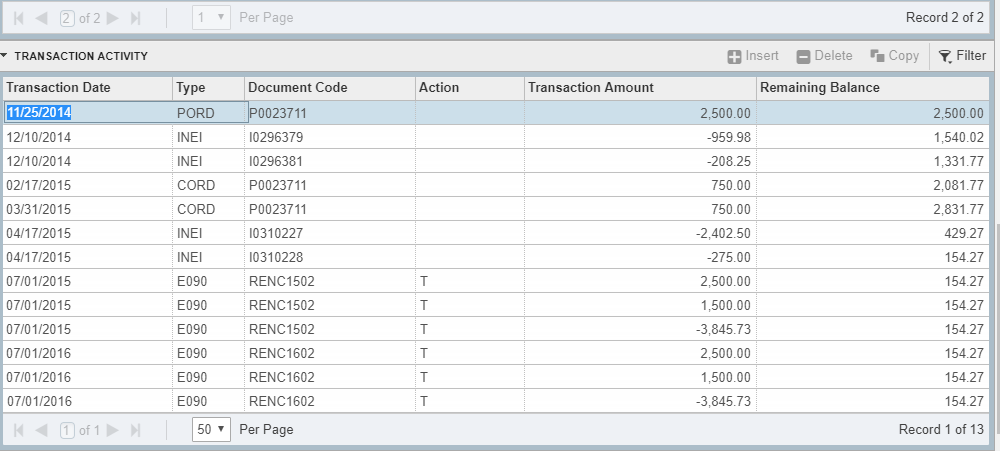 2 of 2 1 Per Page Record 2 of 2
TRANSACTION ACTIVITY Insert Delete Copy Filter
Transaction Date Type Document Code Action Transaction Amount Remaining Balance
11/25/2014 PORD P0023711 2,500.00 2,500.00
12/10/2014 INEI I0296379 -959.98 1,540.02
12/10/2014 INEI I0296381 -208.25 1,331.77
02/17/2015 CORD P0023711 750.00 2,081.77
03/31/2015 CORD P0023711 750.00 2,831.77
04/17/2015 INEI I0310227 -2,402.50 429.27
04/17/2015 INEI I0310228 -275.00 154.27
07/01/2015 E090 RENC1502 T 2,500.00 154.27
07/01/2015 E090 RENC1502 T 1,500.00 154.27
07/01/2015 E090 RENC1502 T -3,845.73 154.27
07/01/2016 E090 RENC1602 T 2,500.00 154.27
07/01/2016 E090 RENC1602 T 1,500.00 154.27
07/01/2016 E090 RENC1602 T -3,845.73 154.27
1 of 1 50 Per Page Record 1 of 13